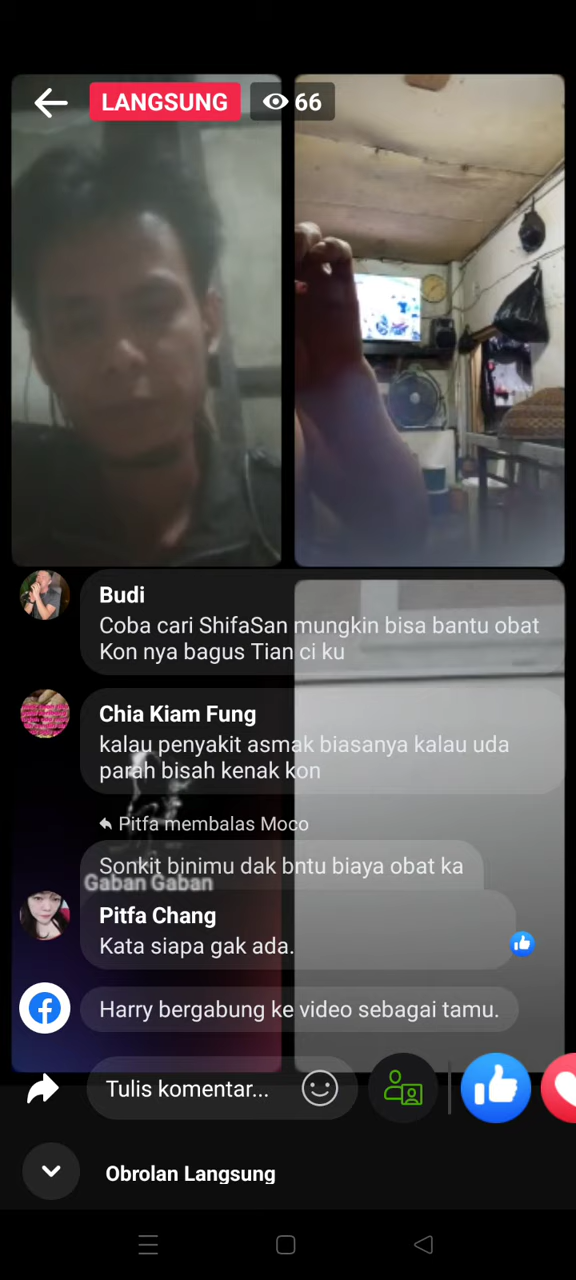 LANGSUNG
66
Budi
Coba cari ShifaSan mungkin bisa bantu obat
Kon nya bagus Tian ci ku
Chia Kiam Fung
kalau penyakit asmak biasanya kalau uda
parah bisah kenak kon
Pitfa membalas Moco
Sonkit binimu dak bntu biaya obat ka
Gaban Gaban
Pitfa Chang
Kata siapa gak ada.
Harry bergabung ke video sebagai tamu.
Tulis komentar...
Obrolan Langsung